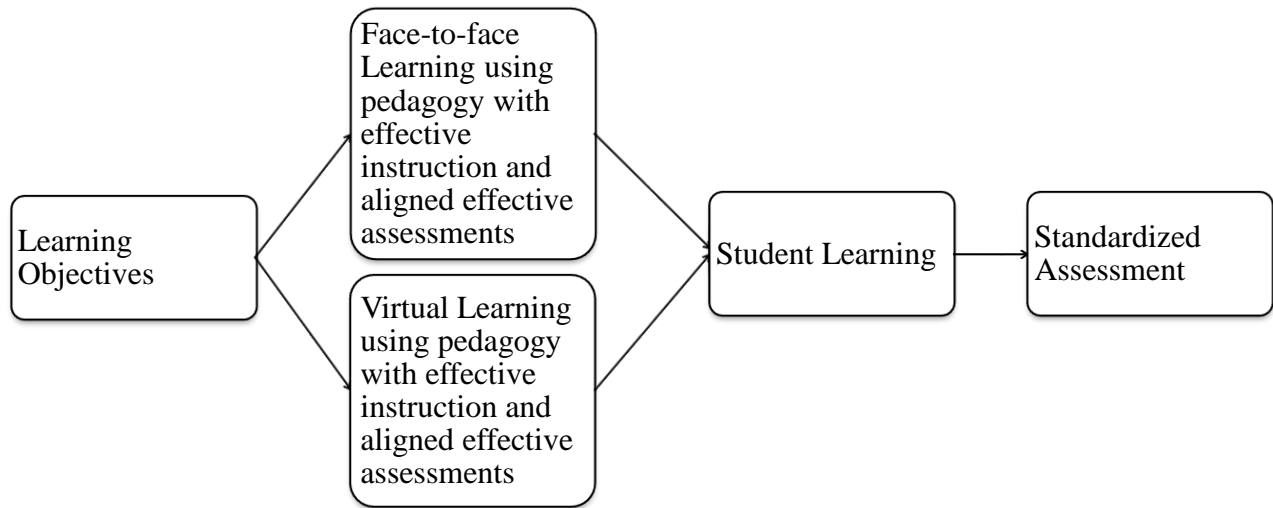 Learning
Objectives
Face-to-face
Learning using
pedagogy with
effective
instruction and
aligned effective
assessments
Virtual Learning
using pedagogy
with effective
instruction and
aligned effective
assessments
Student Learning
Standardized
Assessment